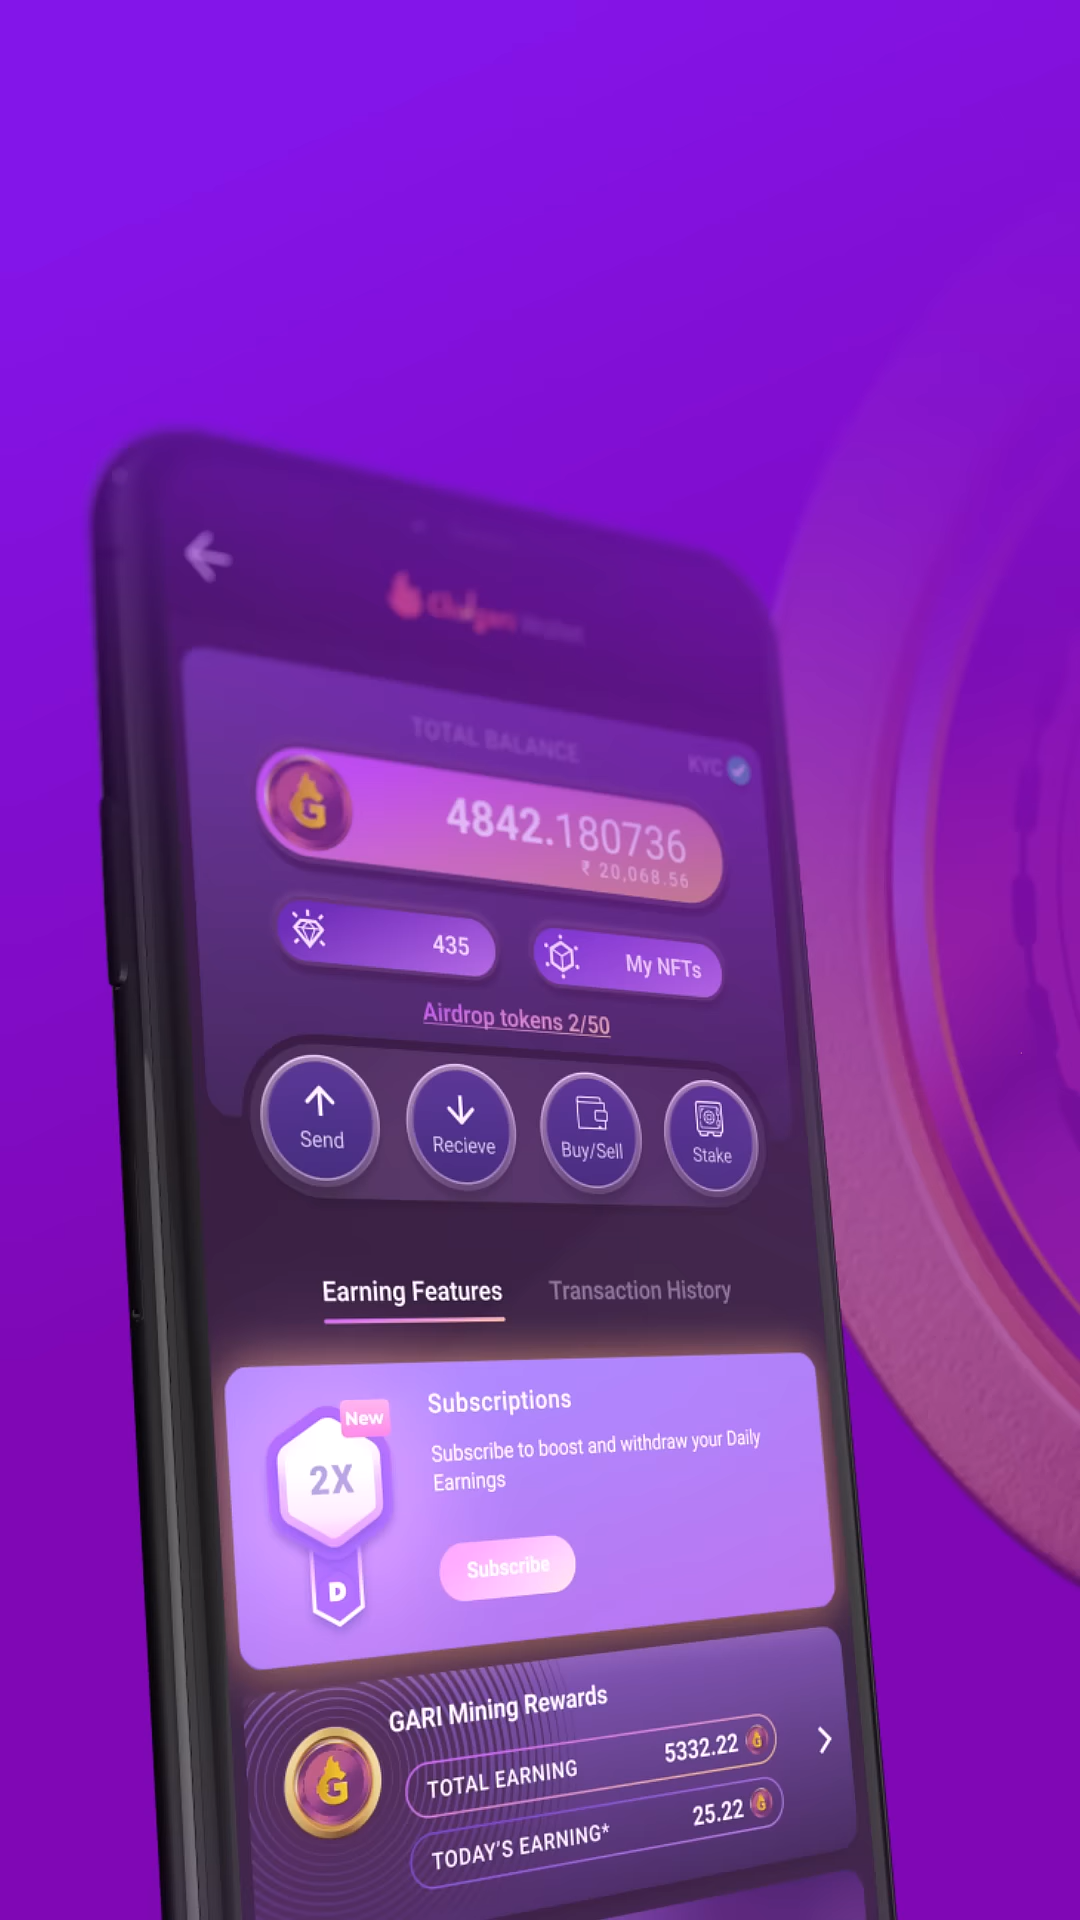 Chingari Wallet
TOTAL BALANCE
KYC
4842.180736
₹ 20,068.56
435
My NFTs
Airdrop tokens 2/50
Send
Recieve
Buy/Sell
Stake
Earning Features
Transaction History
New
2X
D
Subscriptions
Subscribe to boost and withdraw your Daily
Earnings
Subscribe
GARI Mining Rewards
TOTAL EARNING
5332.22
TODAY'S EARNING*
25.22